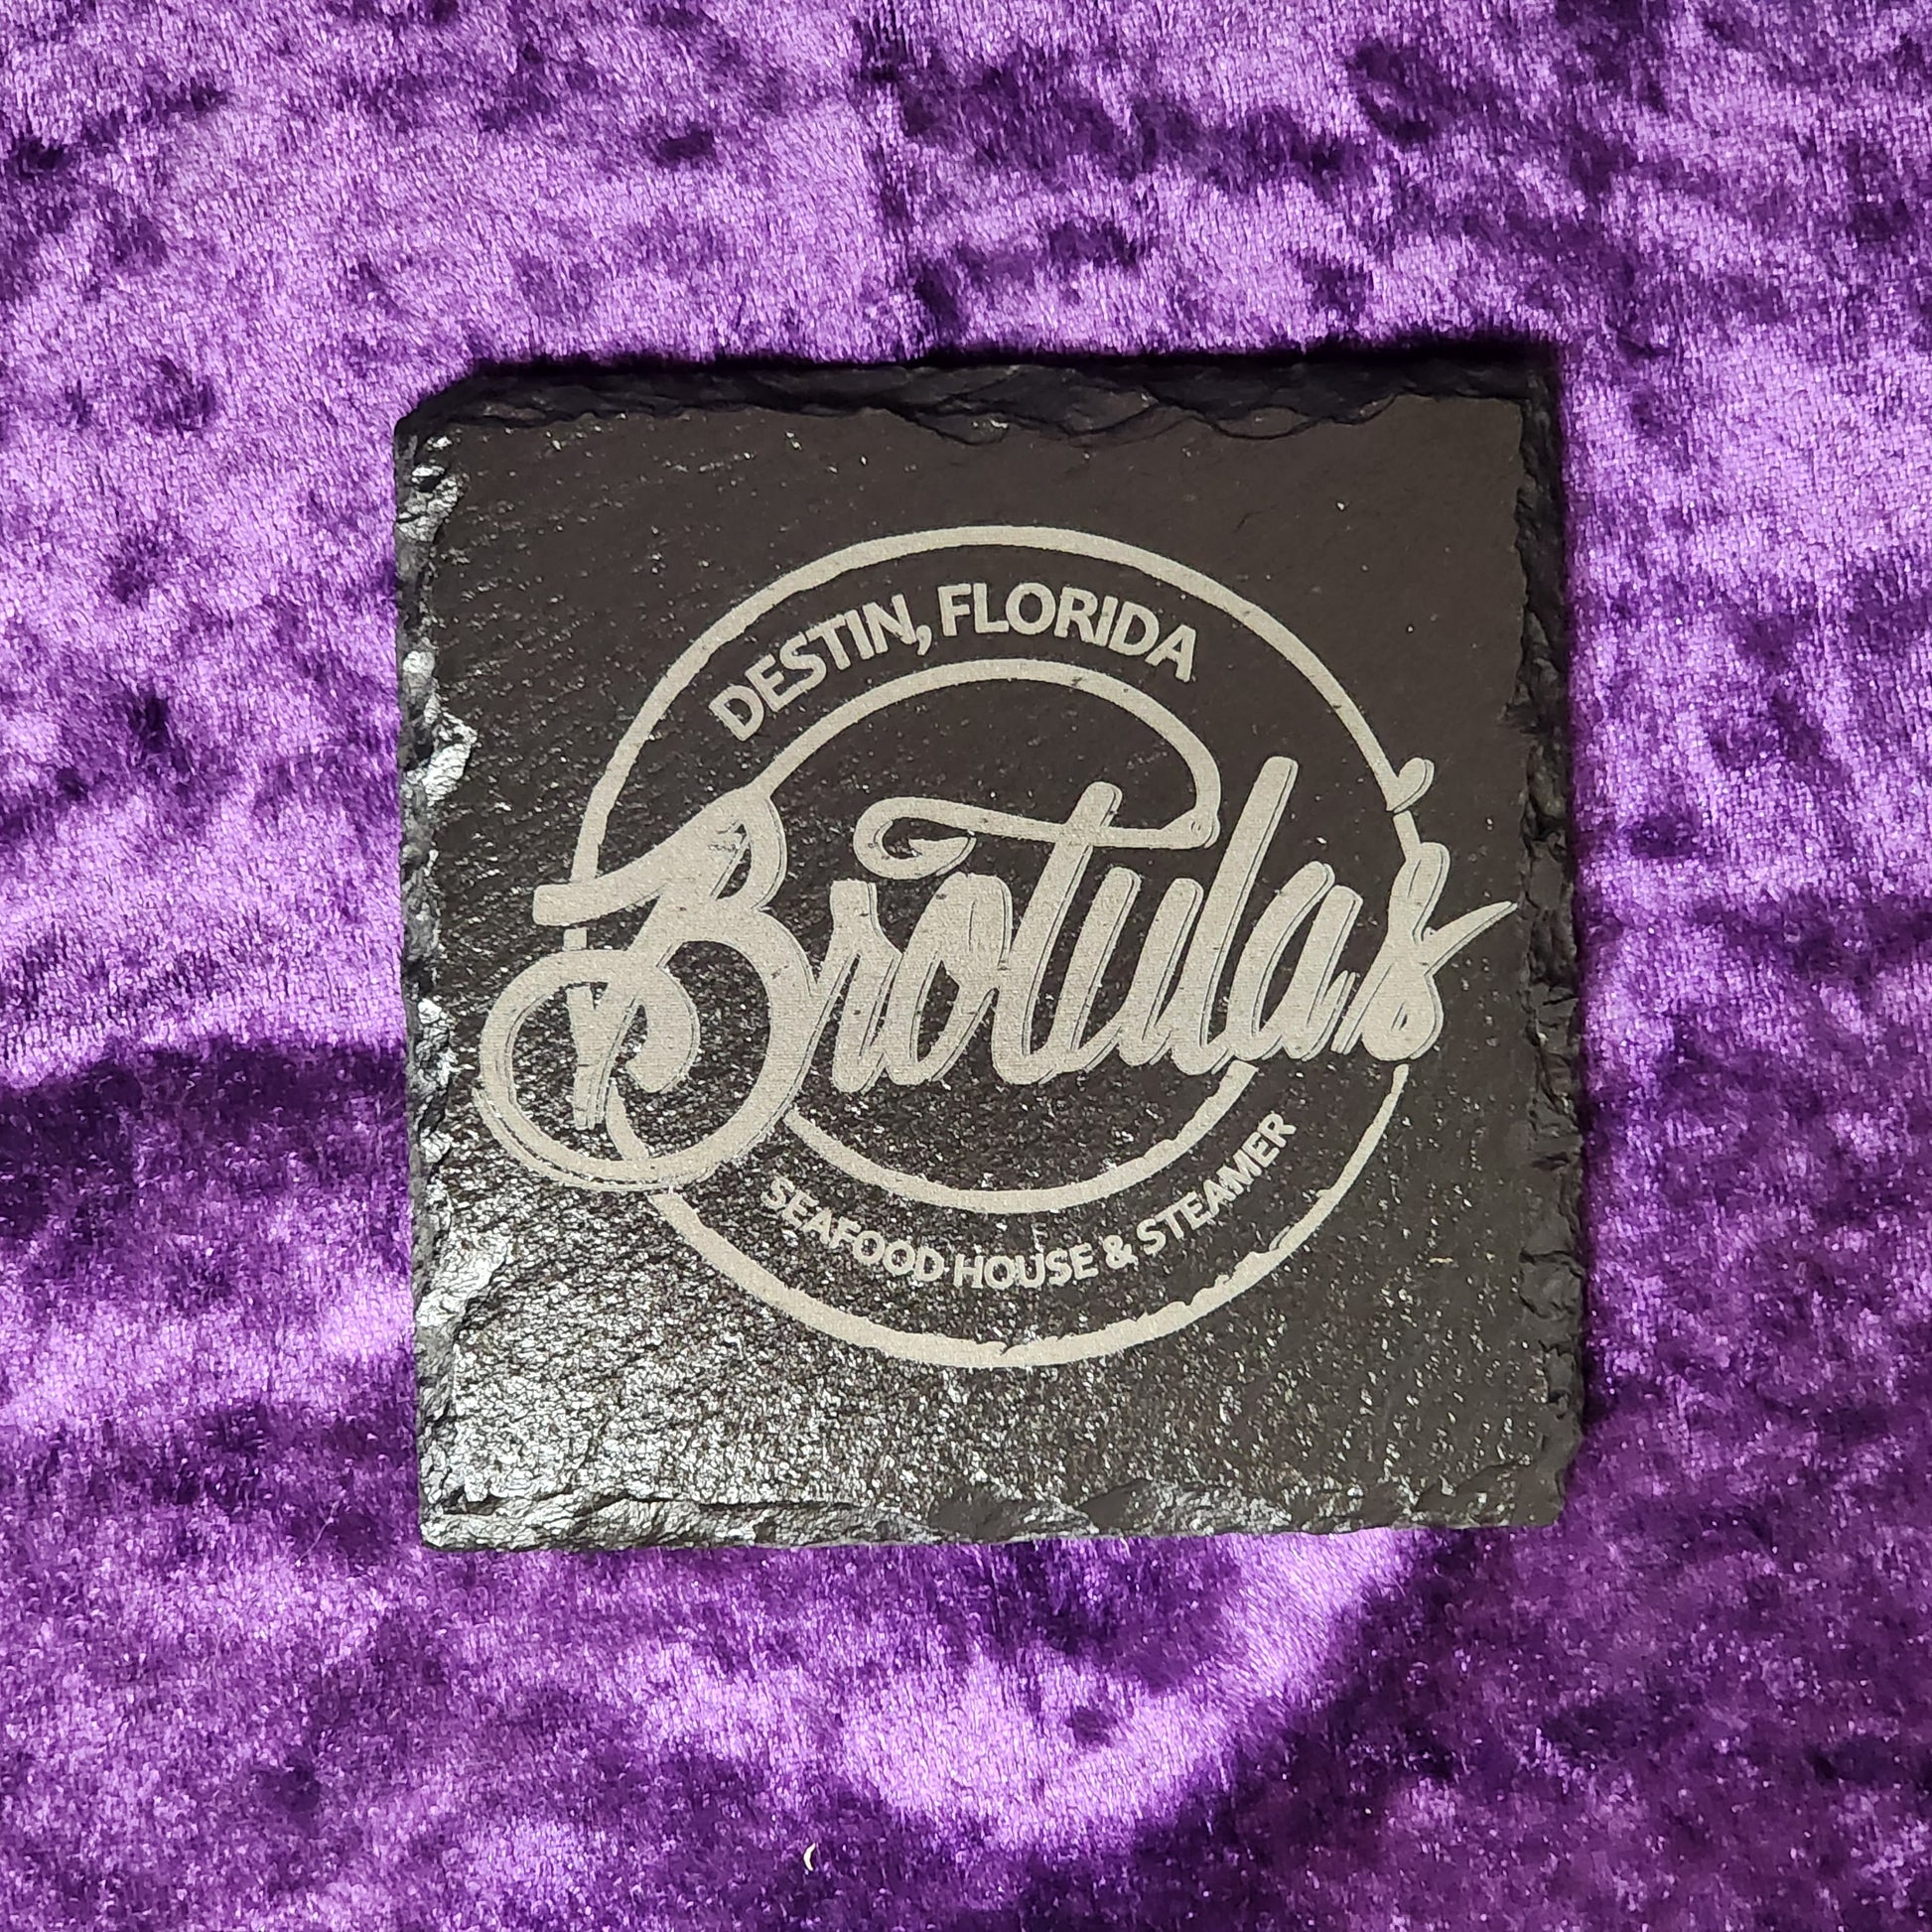 DESTIN, FLORIDA
Brotula's
SEAFOOD HOUSE & STEAMER